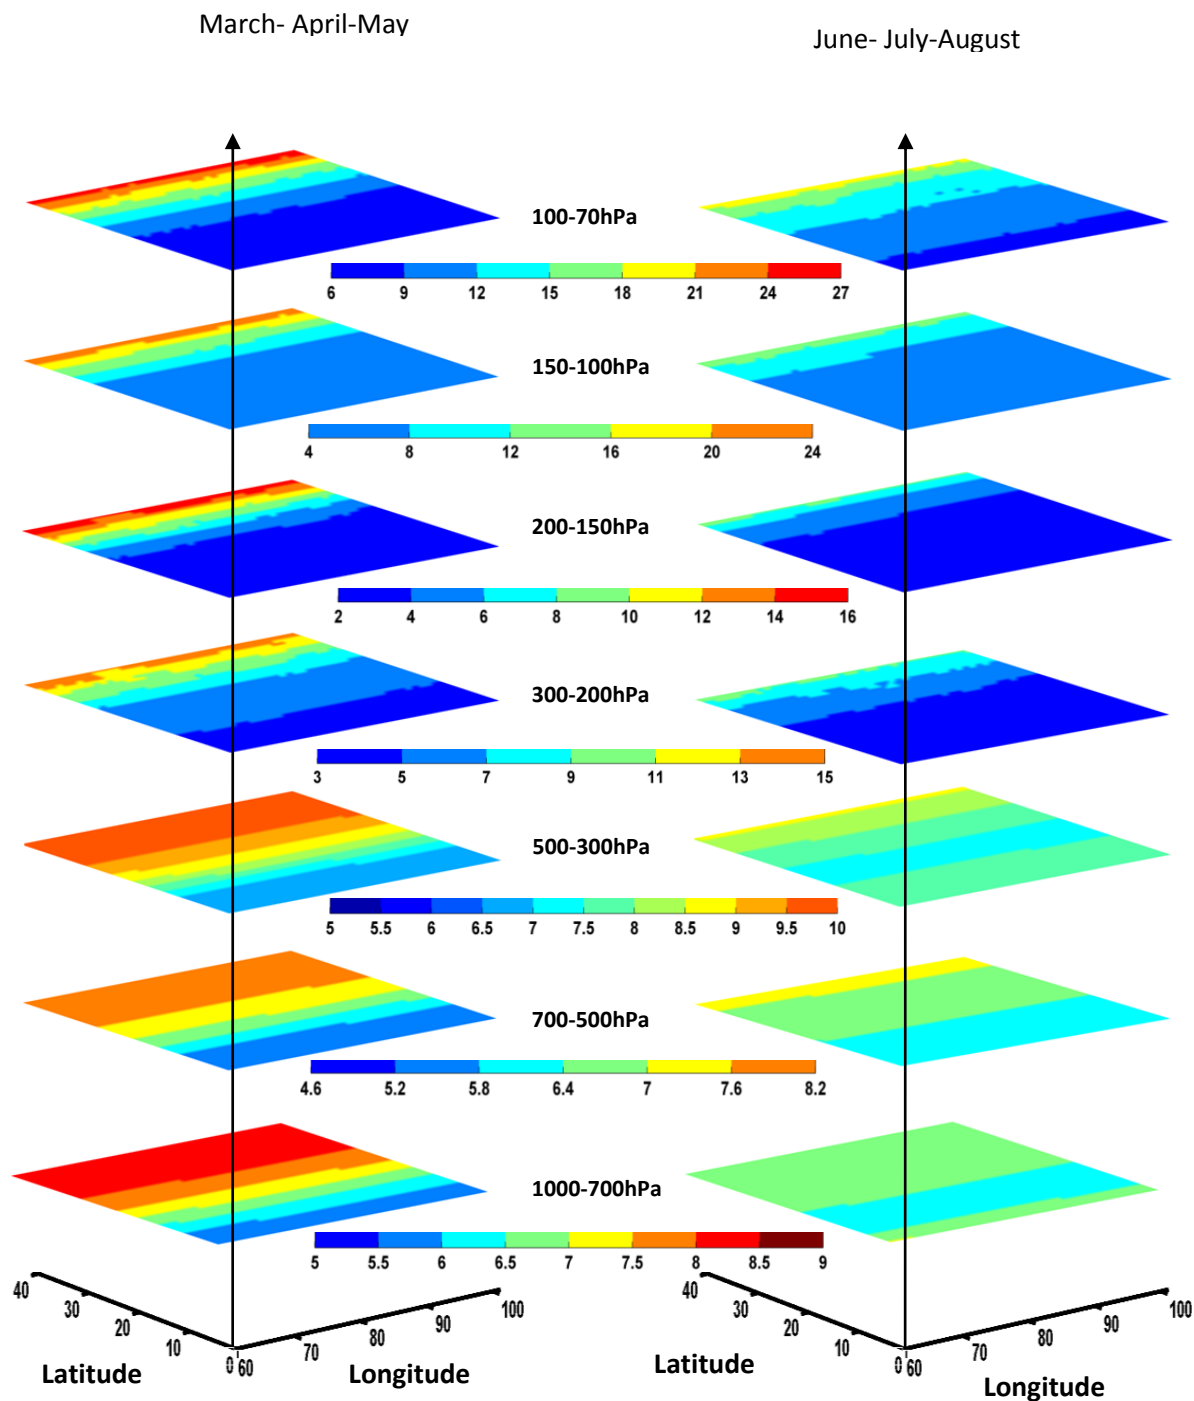 March- April-May
June- July-August
100-70hPa
6 9 12 15 18 21 24 27
150-100hPa
4 8 12 16 20 24
200-150hPa
2 4 6 8 10 12 14 16
300-200hPa
3 5 7 9 11 13 15
500-300hPa
5 5.5 6 6.5 7 7.5 8 8.5 9 9.5 10
700-500hPa
4.6 5.2 5.8 6.4 7 7.6 8.2
1000-700hPa
5 5.5 6 6.5 7 7.5 8 8.5 9
40 30 20 10 0 60 70 80 90 100
Latitude
Longitude
40 30 20 10 0 60 70 80 90 100
Latitude
Longitude